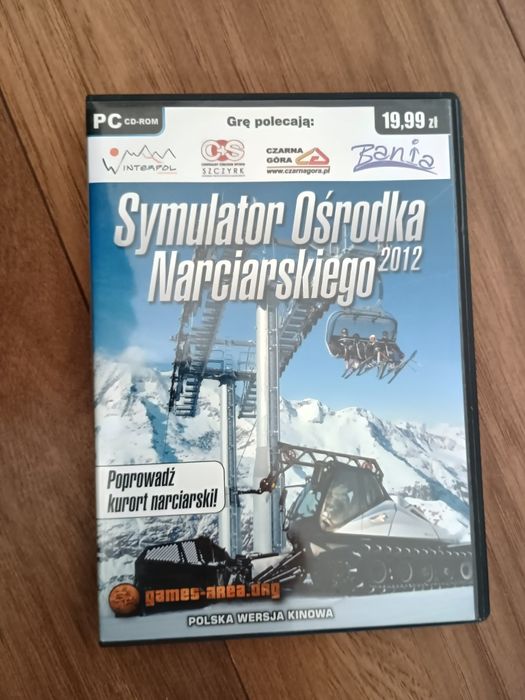 PC CD-ROM
Grę polecają:
19,99 zł
WINTERPOL
COS
SZCZYRK
CZARNA
GÓRA
www.czarnagora.pl
Bania
Symulator Ośrodka
Narciarskiego 2012
Poprowadź
kurort narciarski!
games-area.org
POLSKA WERSJA KINOWA